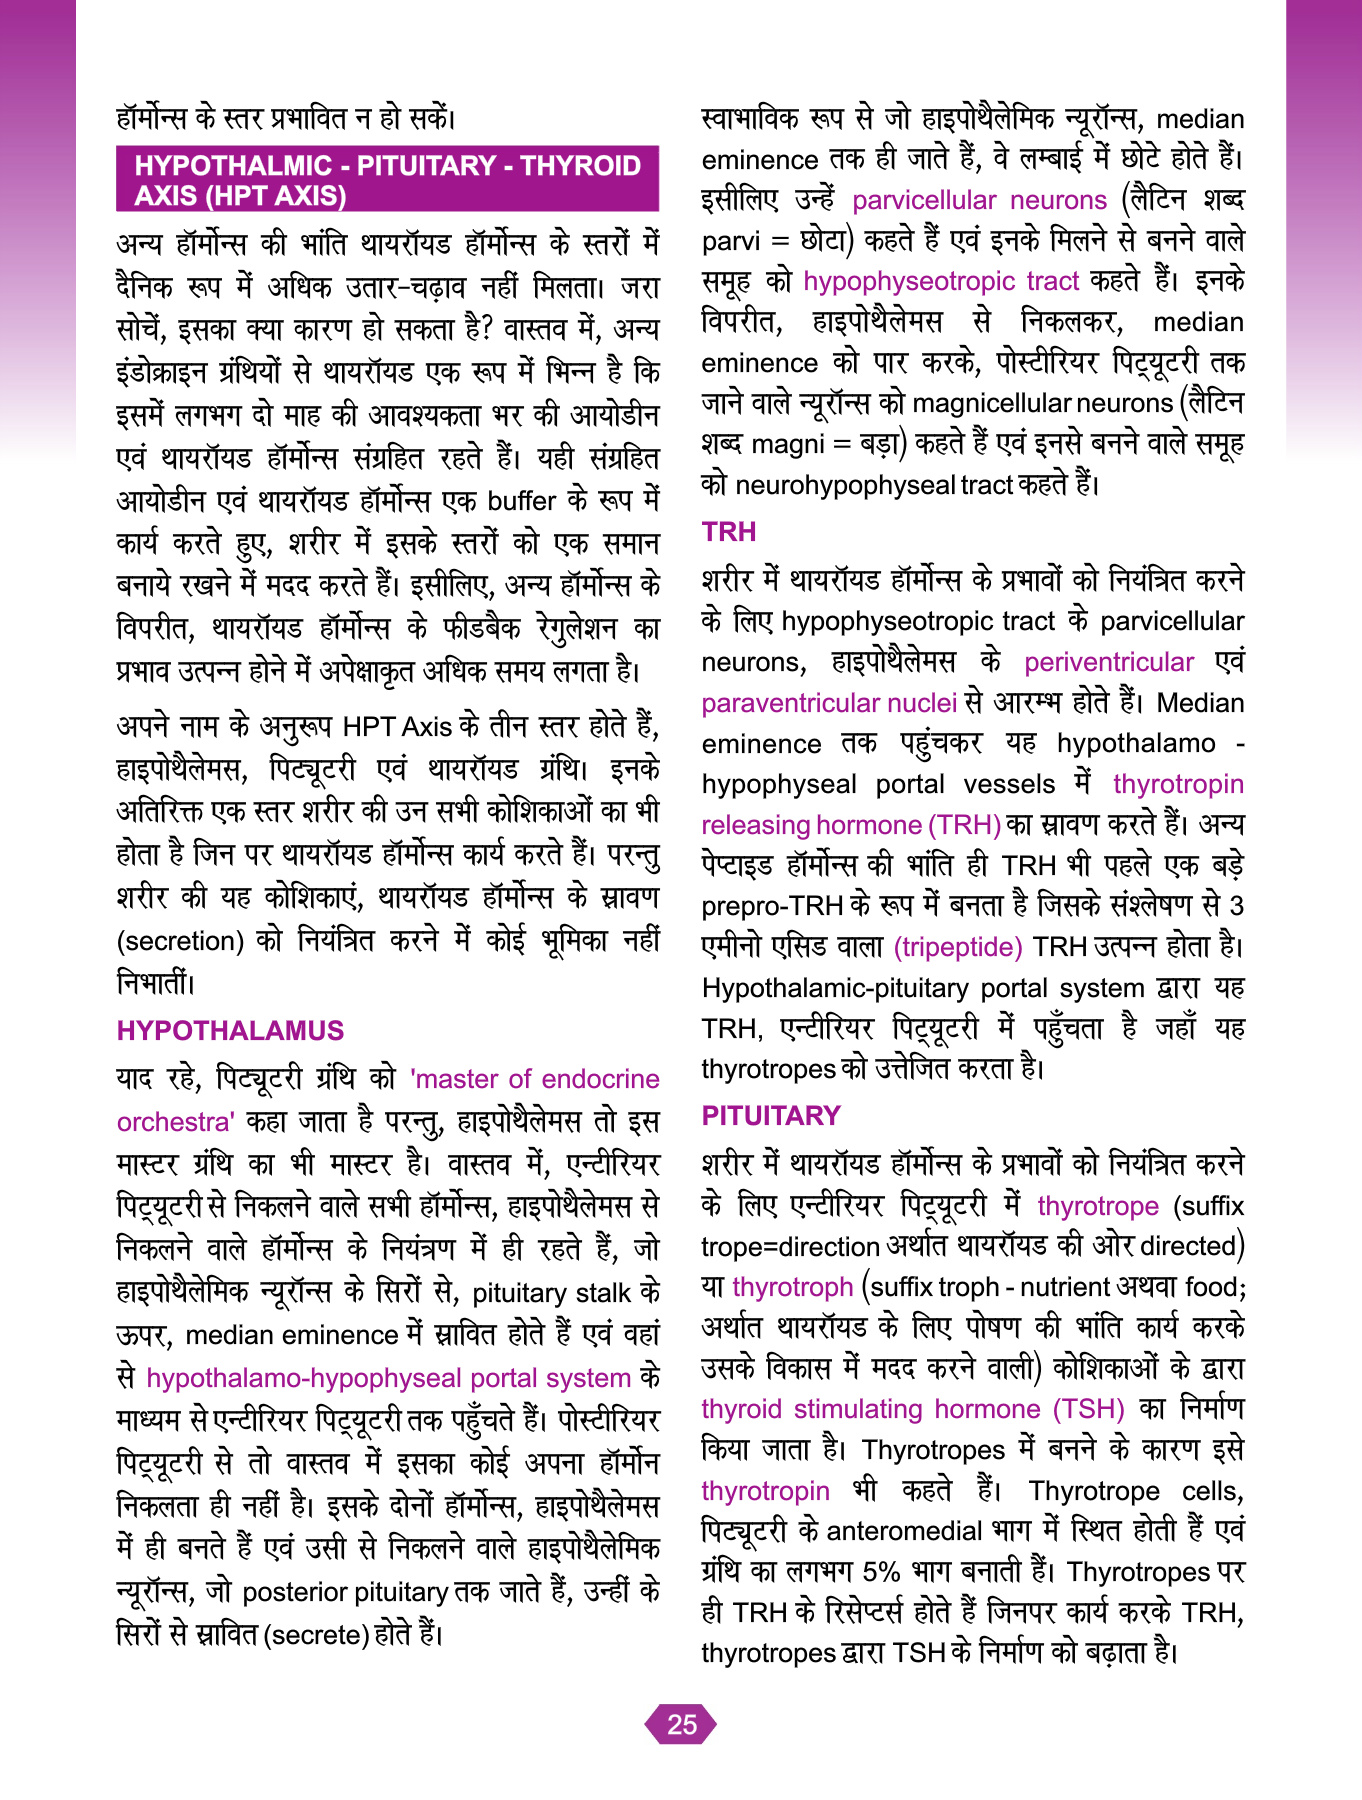 हॉर्मोन्स के स्तर प्रभावित न हो सकें।
HYPOTHALMIC - PITUITARY - THYROID
AXIS (HPT AXIS)
अन्य हॉर्मोन्स की भांति थायरॉयड हॉर्मोन्स के स्तरों में
दैनिक रूप में अधिक उतार-चढ़ाव नहीं मिलता। जरा
सोचें, इसका क्या कारण हो सकता है? वास्तव में, अन्य
इंडोक्राइन ग्रंथियों से थायरॉयड एक रूप में भिन्न है कि
इसमें लगभग दो माह की आवश्यकता भर की आयोडीन
एवं थायरॉयड हॉर्मोन्स संग्रहित रहते हैं। यही संग्रहित
आयोडीन एवं थायरॉयड हॉर्मोन्स एक buffer के रूप में
कार्य करते हुए, शरीर में इसके स्तरों को एक समान
बनाये रखने में मदद करते हैं। इसीलिए, अन्य हॉर्मोन्स के
विपरीत, थायरॉयड हॉर्मोन्स के फीडबैक रेगुलेशन का
प्रभाव उत्पन्न होने में अपेक्षाकृत अधिक समय लगता है।
अपने नाम के अनुरूप HPT Axis के तीन स्तर होते हैं,
हाइपोथैलेमस, पिट्यूटरी एवं थायरॉयड ग्रंथि। इनके
अतिरिक्त एक स्तर शरीर की उन सभी कोशिकाओं का भी
होता है जिन पर थायरॉयड हॉर्मोन्स कार्य करते हैं। परन्तु
शरीर की यह कोशिकाएं, थायरॉयड हॉर्मोन्स के स्रावण
(secretion) को नियंत्रित करने में कोई भूमिका नहीं
निभातीं।
HYPOTHALAMUS
याद रहे, पिट्यूटरी ग्रंथि को 'master of endocrine
orchestra' कहा जाता है परन्तु, हाइपोथैलेमस तो इस
मास्टर ग्रंथि का भी मास्टर है। वास्तव में, एन्टीरियर
पिट्यूटरी से निकलने वाले सभी हॉर्मोन्स, हाइपोथैलेमस से
निकलने वाले हॉर्मोन्स के नियंत्रण में ही रहते हैं, जो
हाइपोथैलेमिक न्यूरॉन्स के सिरों से, pituitary stalk के
ऊपर, median eminence में स्रावित होते हैं एवं वहां
से hypothalamo-hypophyseal portal system के
माध्यम से एन्टीरियर पिट्यूटरी तक पहुँचते हैं। पोस्टीरियर
पिट्यूटरी से तो वास्तव में इसका कोई अपना हॉर्मोन
निकलता ही नहीं है। इसके दोनों हॉर्मोन्स, हाइपोथैलेमस
में ही बनते हैं एवं उसी से निकलने वाले हाइपोथैलेमिक
न्यूरॉन्स, जो posterior pituitary तक जाते हैं, उन्हीं के
सिरों से स्रावित (secrete) होते हैं।
स्वाभाविक रूप से जो हाइपोथैलेमिक न्यूरॉन्स, median
eminence तक ही जाते हैं, वे लम्बाई में छोटे होते हैं।
इसीलिए उन्हें parvicellular neurons (लैटिन शब्द
parvi = छोटा) कहते हैं एवं इनके मिलने से बनने वाले
समूह को hypophyseotropic tract कहते हैं। इनके
विपरीत, हाइपोथैलेमस से निकलकर, median
eminence को पार करके, पोस्टीरियर पिट्यूटरी तक
जाने वाले न्यूरॉन्स को magnicellular neurons (लैटिन
शब्द magni = बड़ा) कहते हैं एवं इनसे बनने वाले समूह
को neurohypophyseal tract कहते हैं।
TRH
शरीर में थायरॉयड हॉर्मोन्स के प्रभावों को नियंत्रित करने
के लिए hypophyseotropic tract के parvicellular
neurons, हाइपोथैलेमस के periventricular एवं
paraventricular nuclei से आरम्भ होते हैं। Median
eminence तक पहुंचकर यह hypothalamo -
hypophyseal portal vessels में thyrotropin
releasing hormone (TRH) का स्रावण करते हैं। अन्य
पेप्टाइड हॉर्मोन्स की भांति ही TRH भी पहले एक बड़े
prepro-TRH के रूप में बनता है जिसके संश्लेषण से 3
एमीनो एसिड वाला (tripeptide) TRH उत्पन्न होता है।
Hypothalamic-pituitary portal system द्वारा यह
TRH, एन्टीरियर पिट्यूटरी में पहुँचता है जहाँ यह
thyrotropes को उत्तेजित करता है।
PITUITARY
शरीर में थायरॉयड हॉर्मोन्स के प्रभावों को नियंत्रित करने
के लिए एन्टीरियर पिट्यूटरी में thyrotrope (suffix
trope=direction अर्थात थायरॉयड की ओर directed)
या thyrotroph (suffix troph - nutrient अथवा food;
अर्थात थायरॉयड के लिए पोषण की भांति कार्य करके
उसके विकास में मदद करने वाली) कोशिकाओं के द्वारा
thyroid stimulating hormone (TSH) का निर्माण
किया जाता है। Thyrotropes में बनने के कारण इसे
thyrotropin भी कहते हैं। Thyrotrope cells,
पिट्यूटरी के anteromedial भाग में स्थित होती हैं एवं
ग्रंथि का लगभग 5% भाग बनाती हैं। Thyrotropes पर
ही TRH के रिसेप्टर्स होते हैं जिनपर कार्य करके TRH,
thyrotropes द्वारा TSH के निर्माण को बढ़ाता है।
25